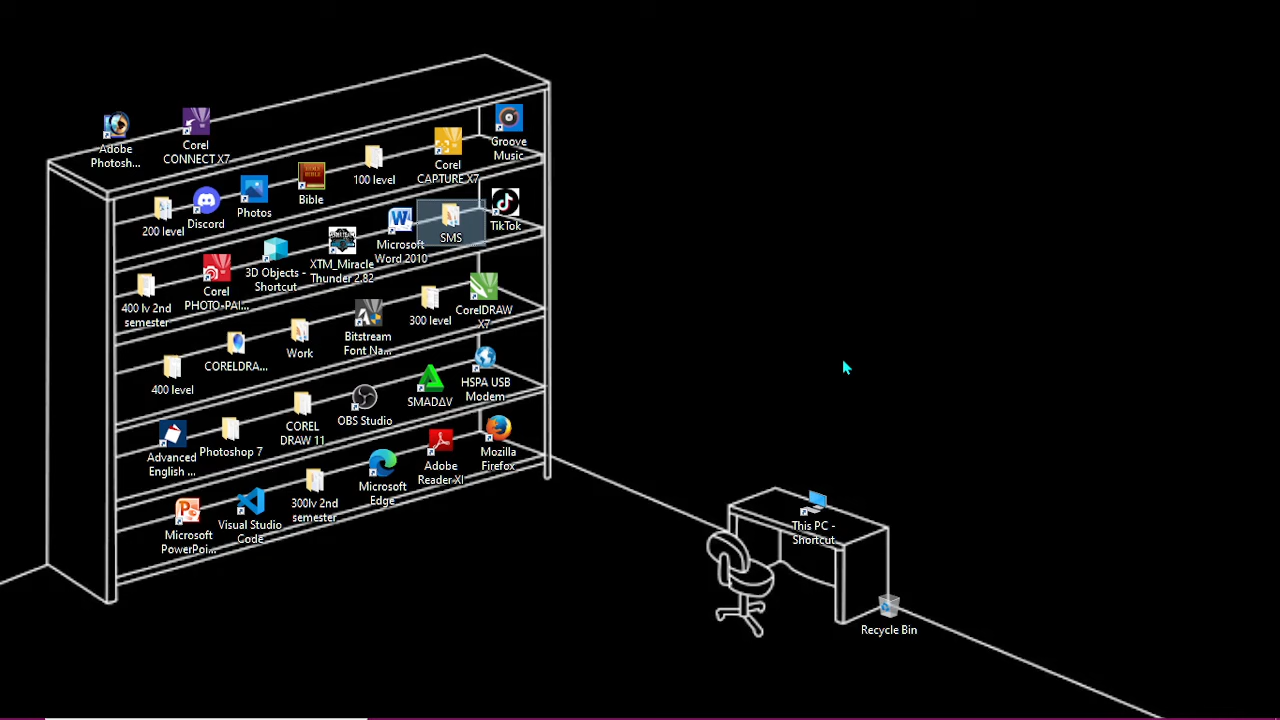 Adobe
Photosh...
Corel
CONNECT X7
Groove
Music
Corel
CAPTURE X7
100 level
Bible
Photos
Discord
200 level
TikTok
SMS
Microsoft
Word 2010
XTM_Miracle
Thunder 2.82
3D Objects -
Shortcut
Corel
PHOTO-PAI...
400 lv 2nd
semester
CorelDRAW
X7
300 level
Bitstream
Font Na...
Work
CORELDRA...
400 level
HSPA USB
Modem
SMADΔV
OBS Studio
COREL
DRAW 11
Photoshop 7
Advanced
English ...
Mozilla
Firefox
Adobe
Reader XI
Microsoft
Edge
300lv 2nd
semester
Visual Studio
Code
Microsoft
PowerPoi...
This PC -
Shortcut
Recycle Bin